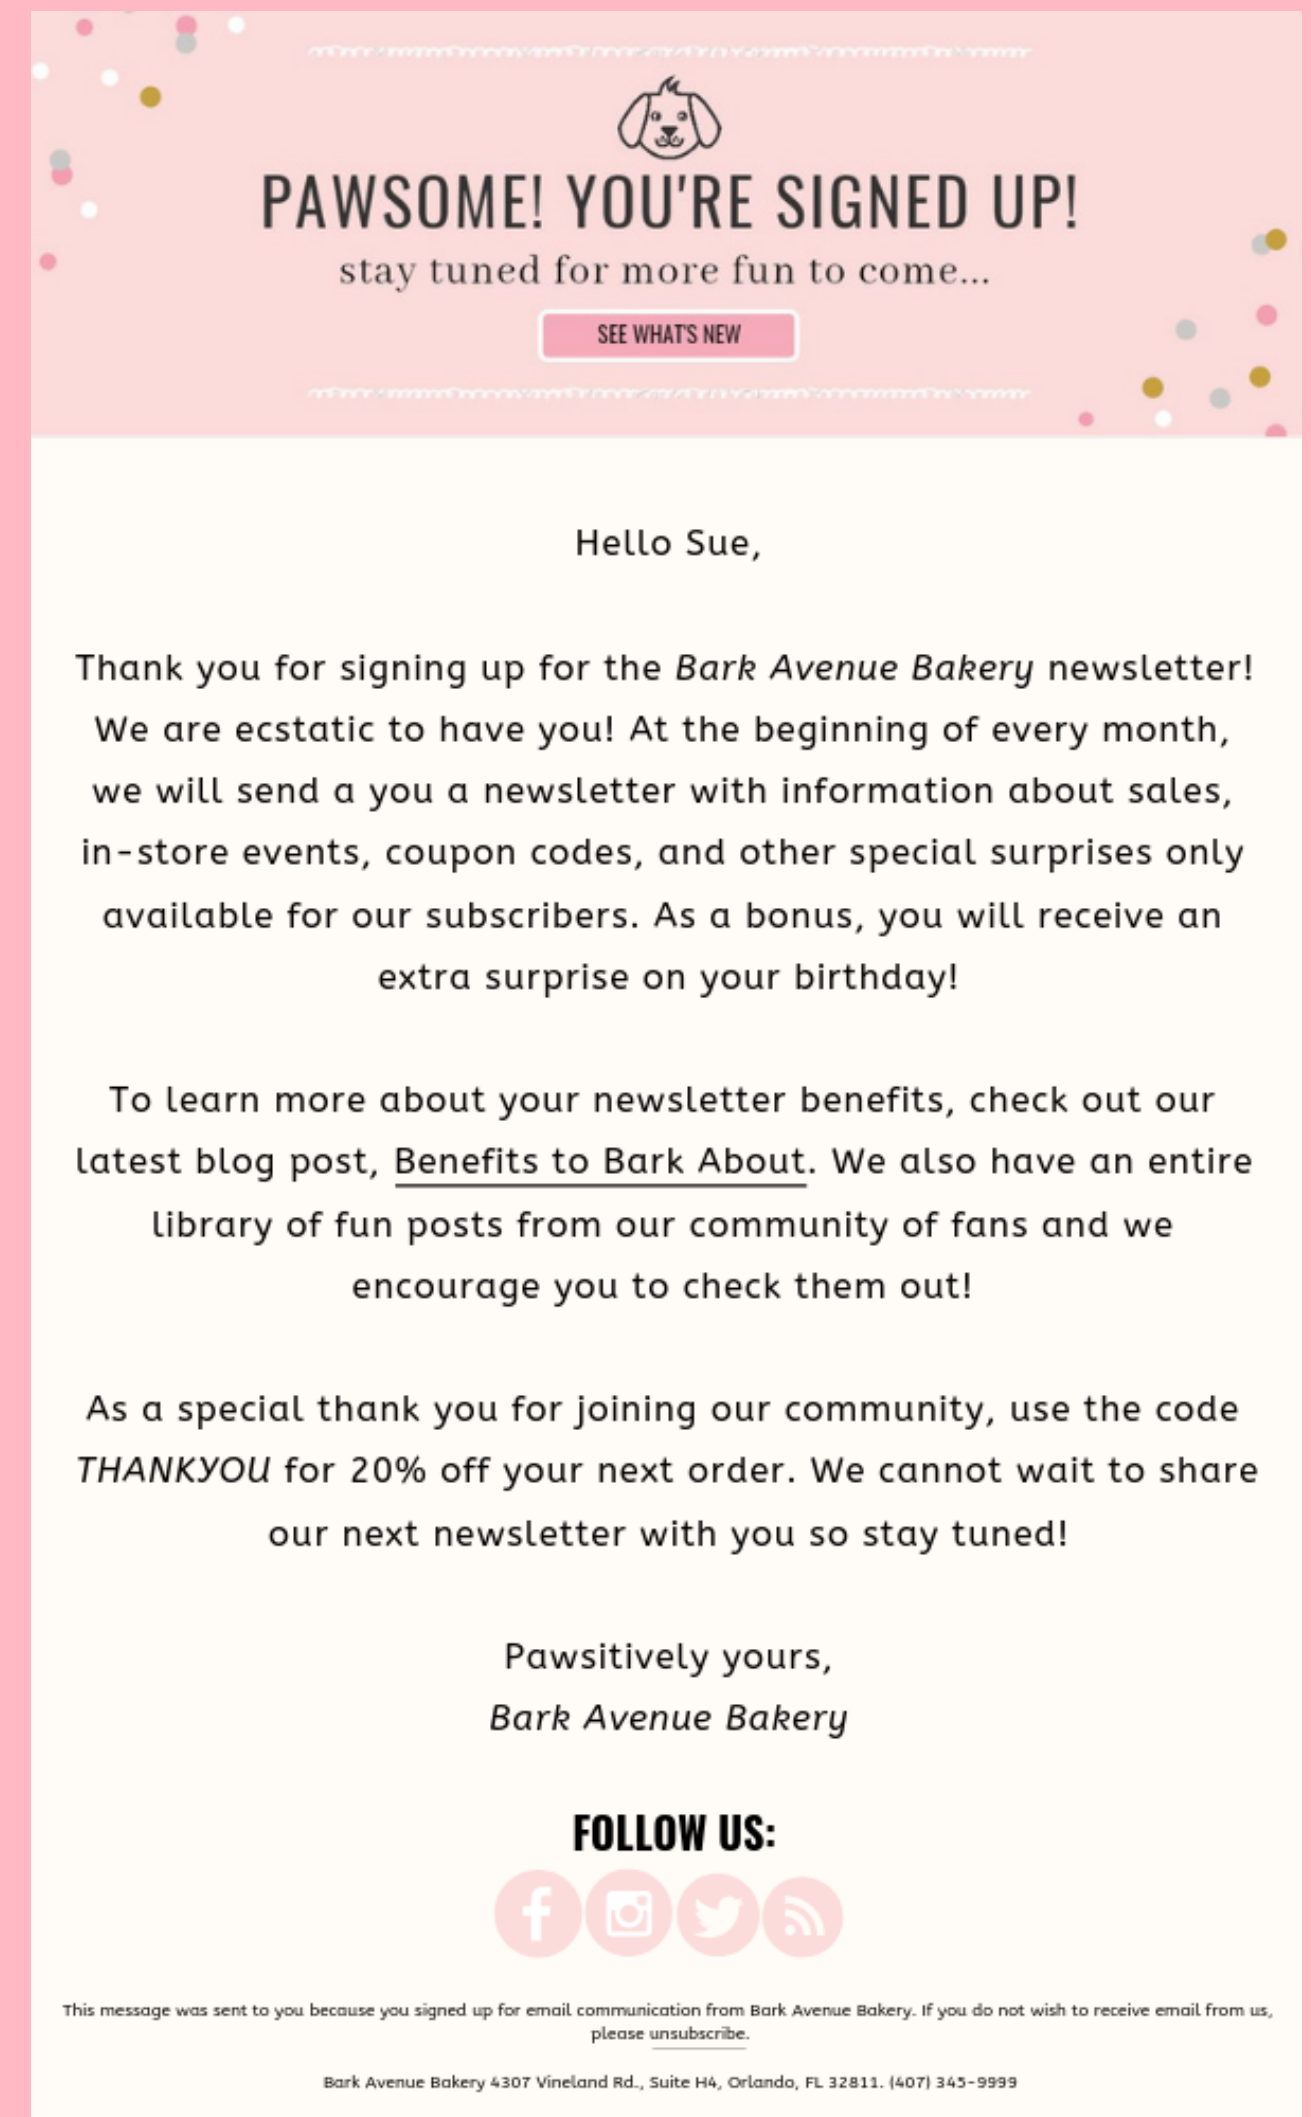 PAWSOME! YOU'RE SIGNED UP!
stay tuned for more fun to come...
SEE WHAT'S NEW
Hello Sue,
Thank you for signing up for the Bark Avenue Bakery newsletter!
We are ecstatic to have you! At the beginning of every month,
we will send a you a newsletter with information about sales,
in-store events, coupon codes, and other special surprises only
available for our subscribers. As a bonus, you will receive an
extra surprise on your birthday!
To learn more about your newsletter benefits, check out our
latest blog post, Benefits to Bark About. We also have an entire
library of fun posts from our community of fans and we
encourage you to check them out!
As a special thank you for joining our community, use the code
THANKYOU for 20% off your next order. We cannot wait to share
our next newsletter with you so stay tuned!
Pawsitively yours,
Bark Avenue Bakery
FOLLOW US:
This message was sent to you because you signed up for email communication from Bark Avenue Bakery. If you do not wish to receive email from us,
please unsubscribe.
Bark Avenue Bakery 4307 Vineland Rd., Suite H4, Orlando, FL 32811. (407) 345-9999